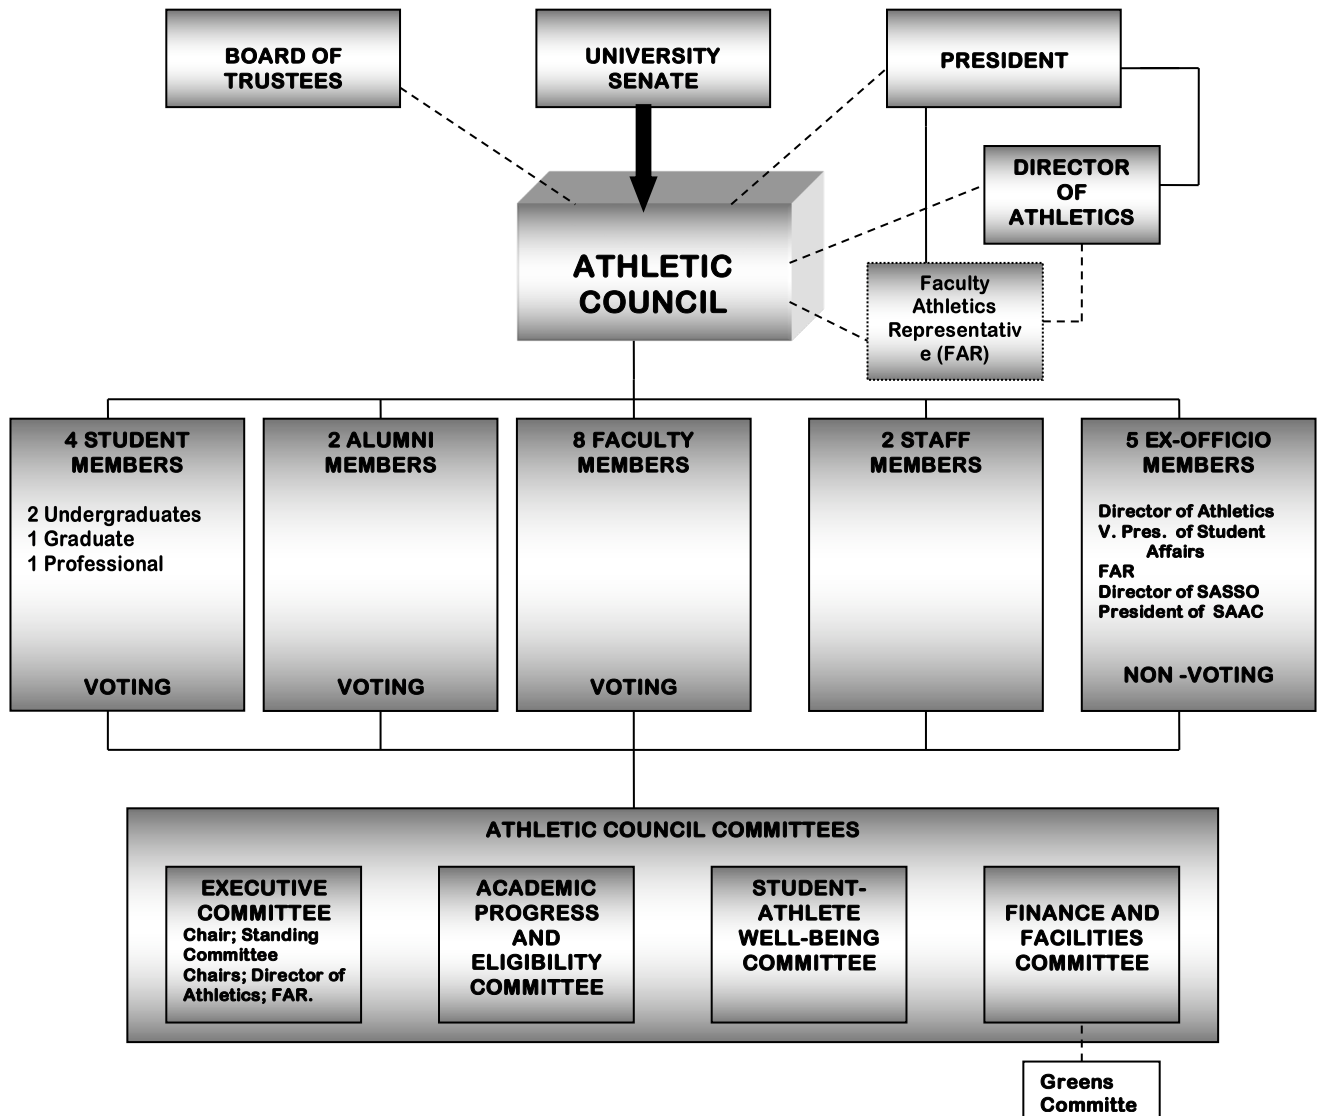 BOARD OF
TRUSTEES
UNIVERSITY
SENATE
PRESIDENT
DIRECTOR
OF
ATHLETICS
ATHLETIC
COUNCIL
Faculty
Athletics
Representativ
e (FAR)
4 STUDENT
MEMBERS
2 Undergraduates
1 Graduate
1 Professional
VOTING
2 ALUMNI
MEMBERS
VOTING
8 FACULTY
MEMBERS
VOTING
2 STAFF
MEMBERS
5 EX-OFFICIO
MEMBERS
Director of Athletics
V. Pres. of Student
Affairs
FAR
Director of SASSO
President of SAAC
NON -VOTING
ATHLETIC COUNCIL COMMITTEES
EXECUTIVE
COMMITTEE
Chair; Standing
Committee
Chairs; Director of
Athletics; FAR.
ACADEMIC
PROGRESS
AND
ELIGIBILITY
COMMITTEE
STUDENT-
ATHLETE
WELL-BEING
COMMITTEE
FINANCE AND
FACILITIES
COMMITTEE
Greens
Committe